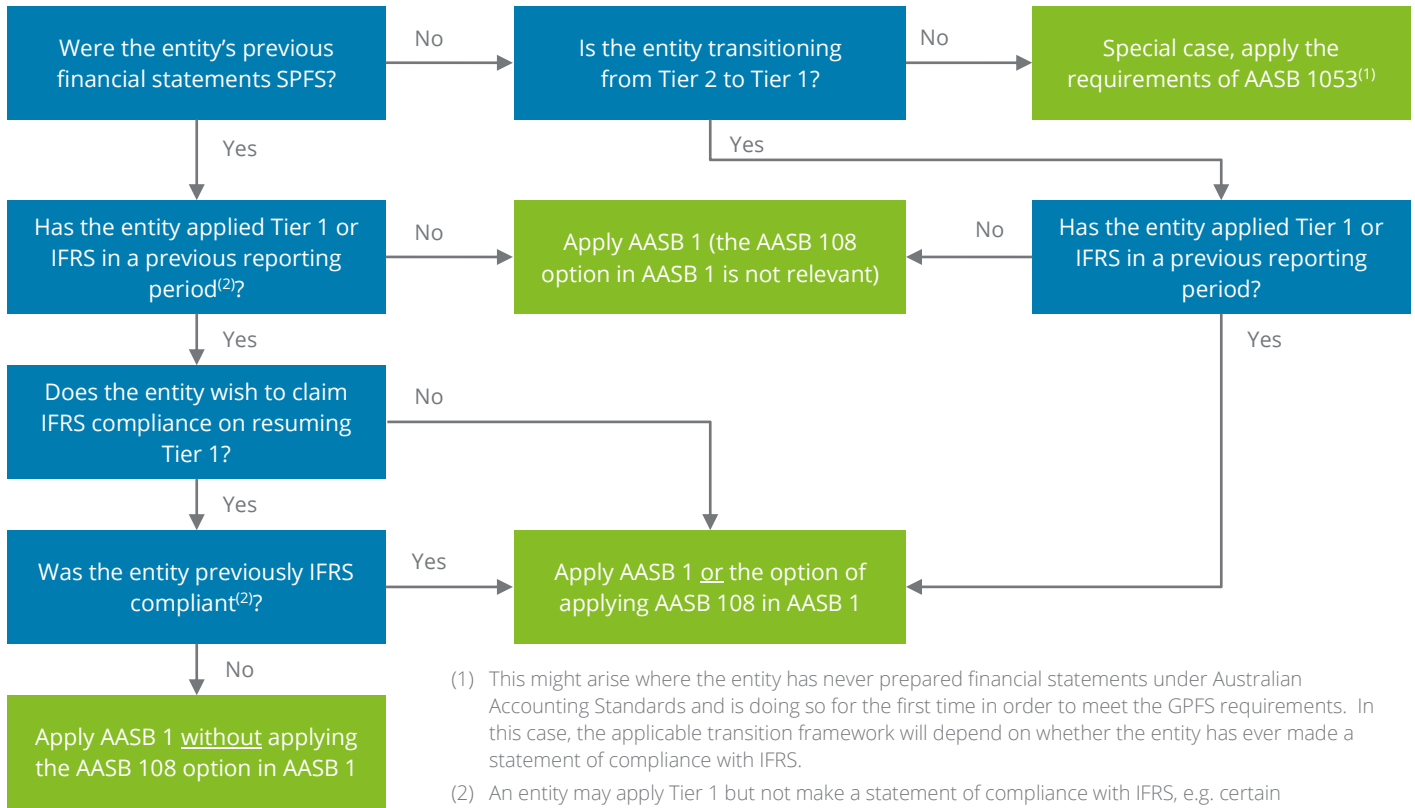 Were the entity's previous
financial statements SPFS?
No
Is the entity transitioning
from Tier 2 to Tier 1?
No
Special case, apply the
requirements of AASB 1053(1)
Yes
Yes
Has the entity applied Tier 1 or
IFRS in a previous reporting
period(2)?
No
Apply AASB 1 (the AASB 108
option in AASB 1 is not relevant)
No
Has the entity applied Tier 1 or
IFRS in a previous reporting
period?
Yes
Yes
Does the entity wish to claim
IFRS compliance on resuming
Tier 1?
No
Yes
Was the entity previously IFRS
compliant(2)?
Yes
Apply AASB 1 or the option of
applying AASB 108 in AASB 1
No
Apply AASB 1 without applying
the AASB 108 option in AASB 1
(1) This might arise where the entity has never prepared financial statements under Australian
Accounting Standards and is doing so for the first time in order to meet the GPFS requirements. In
this case, the applicable transition framework will depend on whether the entity has ever made a
statement of compliance with IFRS.
(2) An entity may apply Tier 1 but not make a statement of compliance with IFRS, e.g. certain